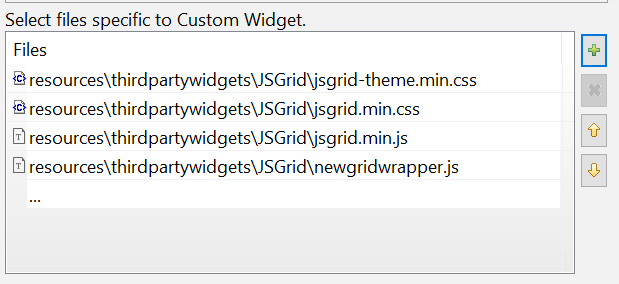 Select files specific to Custom Widget.
Files
resources\thirdpartywidgets\JSGrid\jsgrid-theme.min.css
resources\thirdpartywidgets\JSGrid\jsgrid.min.css
resources\thirdpartywidgets\JSGrid\jsgrid.min.js
resources\thirdpartywidgets\JSGrid\newgridwrapper.js
...